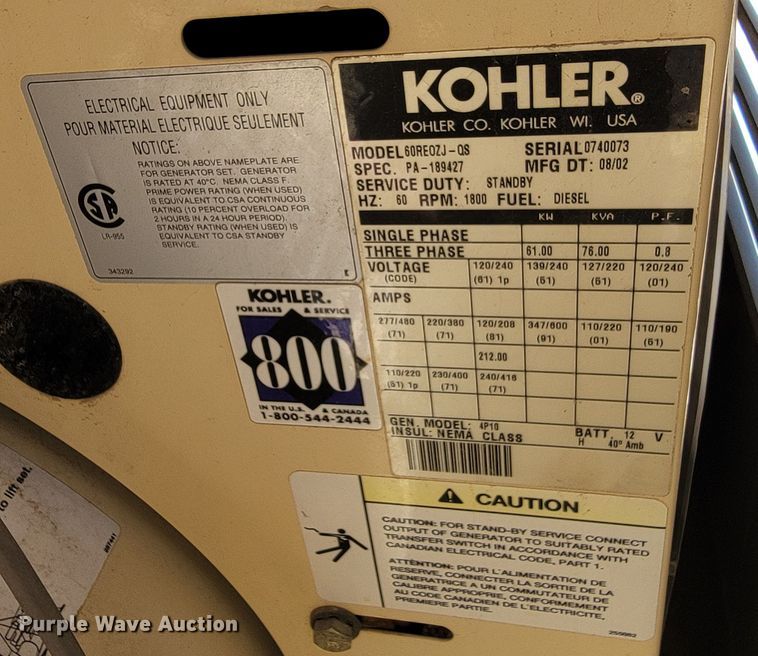 ELECTRICAL EQUIPMENT ONLY
POUR MATERIAL ELECTRIQUE SEULEMENT
NOTICE:
RATINGS ON ABOVE NAMEPLATE ARE
FOR GENERATOR SET. GENERATOR
IS RATED AT 40°C. NEMA CLASS F.
PRIME POWER RATING (WHEN USED)
IS EQUIVALENT TO CSA CONTINUOUS
RATING (10 PERCENT OVERLOAD FOR
2 HOURS IN A 24 HOUR PERIOD).
STANDBY RATING (WHEN USED) IS
EQUIVALENT TO CSA STANDBY
SERVICE.
CSA
LR-955
343292
E
KOHLER®
KOHLER CO. KOHLER WI. USA
MODEL 60REOZJ-QS SERIAL 0740073
SPEC. PA-189427 MFG DT: 08/02
SERVICE DUTY: STANDBY
HZ: 60 RPM: 1800 FUEL: DIESEL
KW KVA P.F.
SINGLE PHASE
THREE PHASE 61.00 76.00 0.8
VOLTAGE 120/240 139/240 127/220 120/240
(CODE) (61) 1p (61) (61) (01)
AMPS
277/480 220/380 120/208 347/600 110/220 110/190
(71) (71) (81) (91) (01) (61)
212.00
110/220 230/400 240/416
(61) 1p (71) (71)
GEN. MODEL: 4P10 BATT. 12 V
INSUL: NEMA CLASS H 40° Amb
KOHLER.
FOR SALES & SERVICE
800
IN THE U.S. & CANADA
1-800-544-2444
CAUTION
CAUTION: FOR STAND-BY SERVICE CONNECT
OUTPUT OF GENERATOR TO SUITABLY RATED
TRANSFER SWITCH IN ACCORDANCE WITH
CANADIAN ELECTRICAL CODE, PART 1.
ATTENTION: POUR L'ALIMENTATION DE
RESERVE, CONNECTER LA SORTIE DE LA
GENERATRICE A UN COMMUTATEUR DE
CALIBRE APPROPRIE, CONFORMEMENT
AU CODE CANADIEN DE L'ELECTRICITE,
PREMIERE PARTIE.
to lift set.
Purple Wave Auction